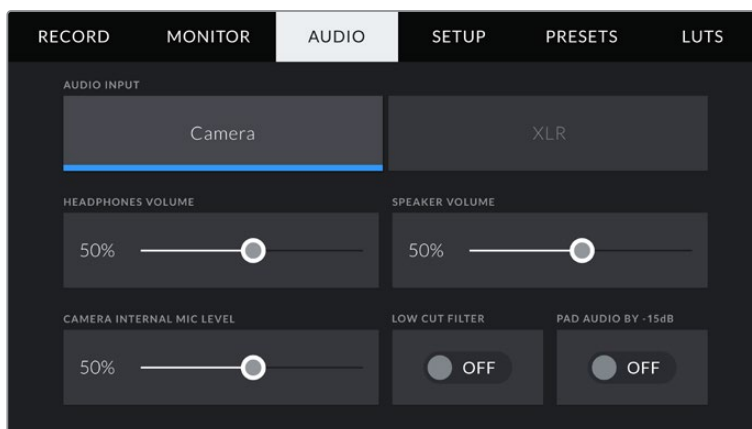 RECORD MONITOR AUDIO SETUP PRESETS LUTS
AUDIO INPUT
Camera XLR
HEADPHONES VOLUME SPEAKER VOLUME
50% 50%
CAMERA INTERNAL MIC LEVEL LOW CUT FILTER PAD AUDIO BY -15dB
50% OFF OFF